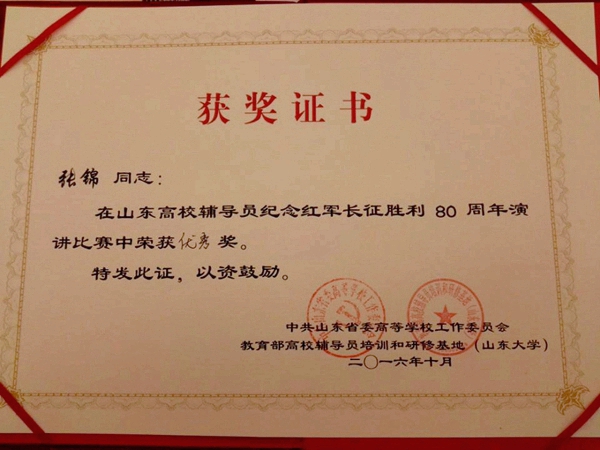 获奖证书
张锦 同志：
在山东高校辅导员纪念红军长征胜利 80 周年演
讲比赛中荣获优秀奖。
特发此证，以资鼓励。
中共山东省委高等学校工作委员会
教育部高校辅导员培训和研修基地（山东大学）
二〇一六年十月